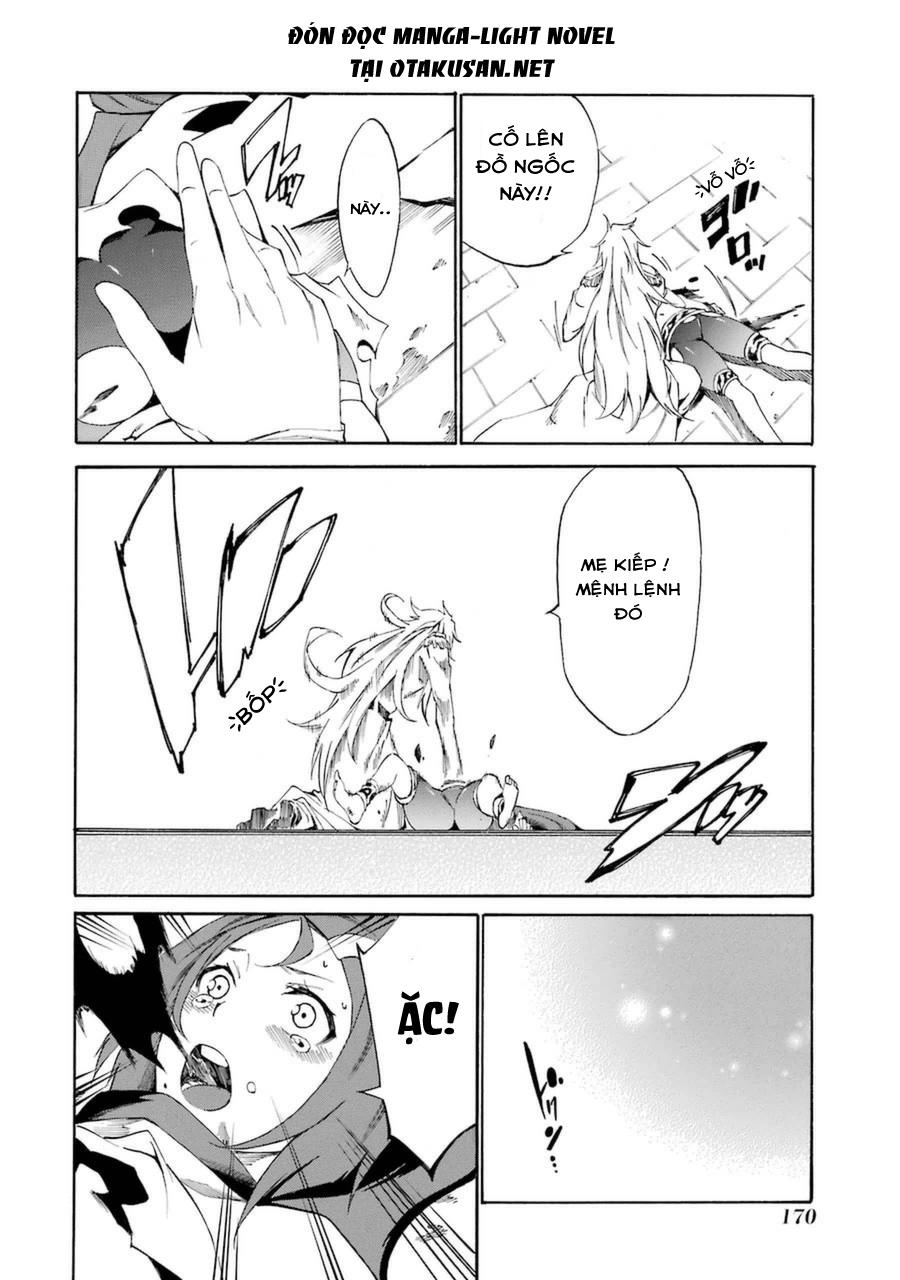 ĐÓN ĐỌC MANGA-LIGHT NOVEL
TẠI OTAKUSAN.NET
CỐ LÊN
ĐỒ NGỐC
NÀY!!
VỖ VỖ
NÀY..
MẸ KIẾP !
MỆNH LỆNH
ĐÓ
BỐP
ẶC!
170